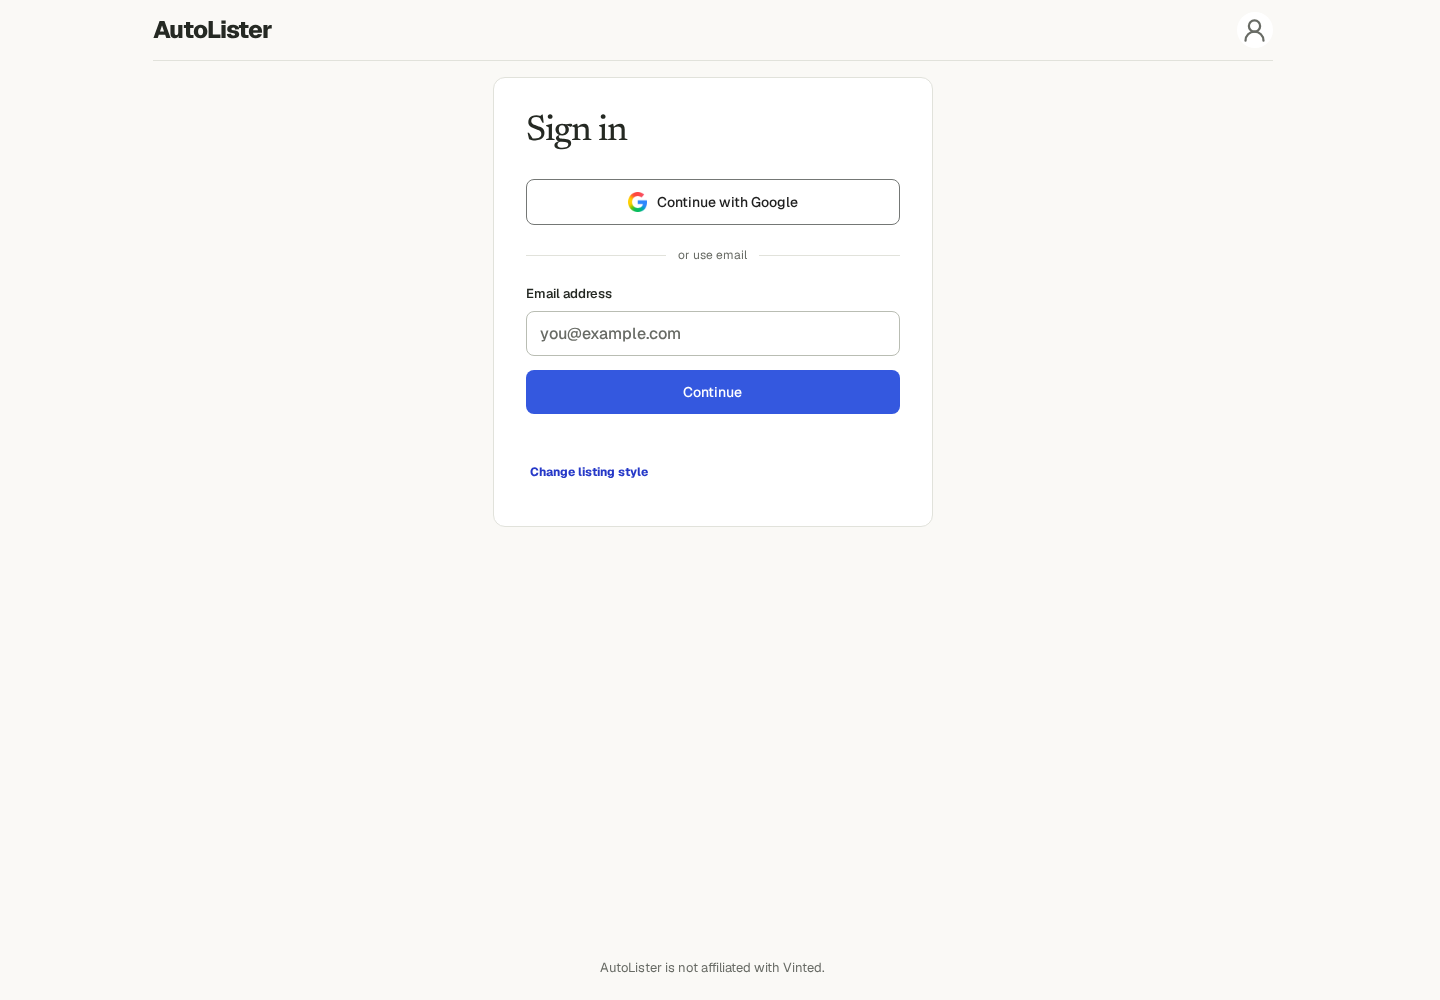 AutoLister
Sign in
Continue with Google
or use email
Email address
you@example.com
Continue
Change listing style
AutoLister is not affiliated with Vinted.